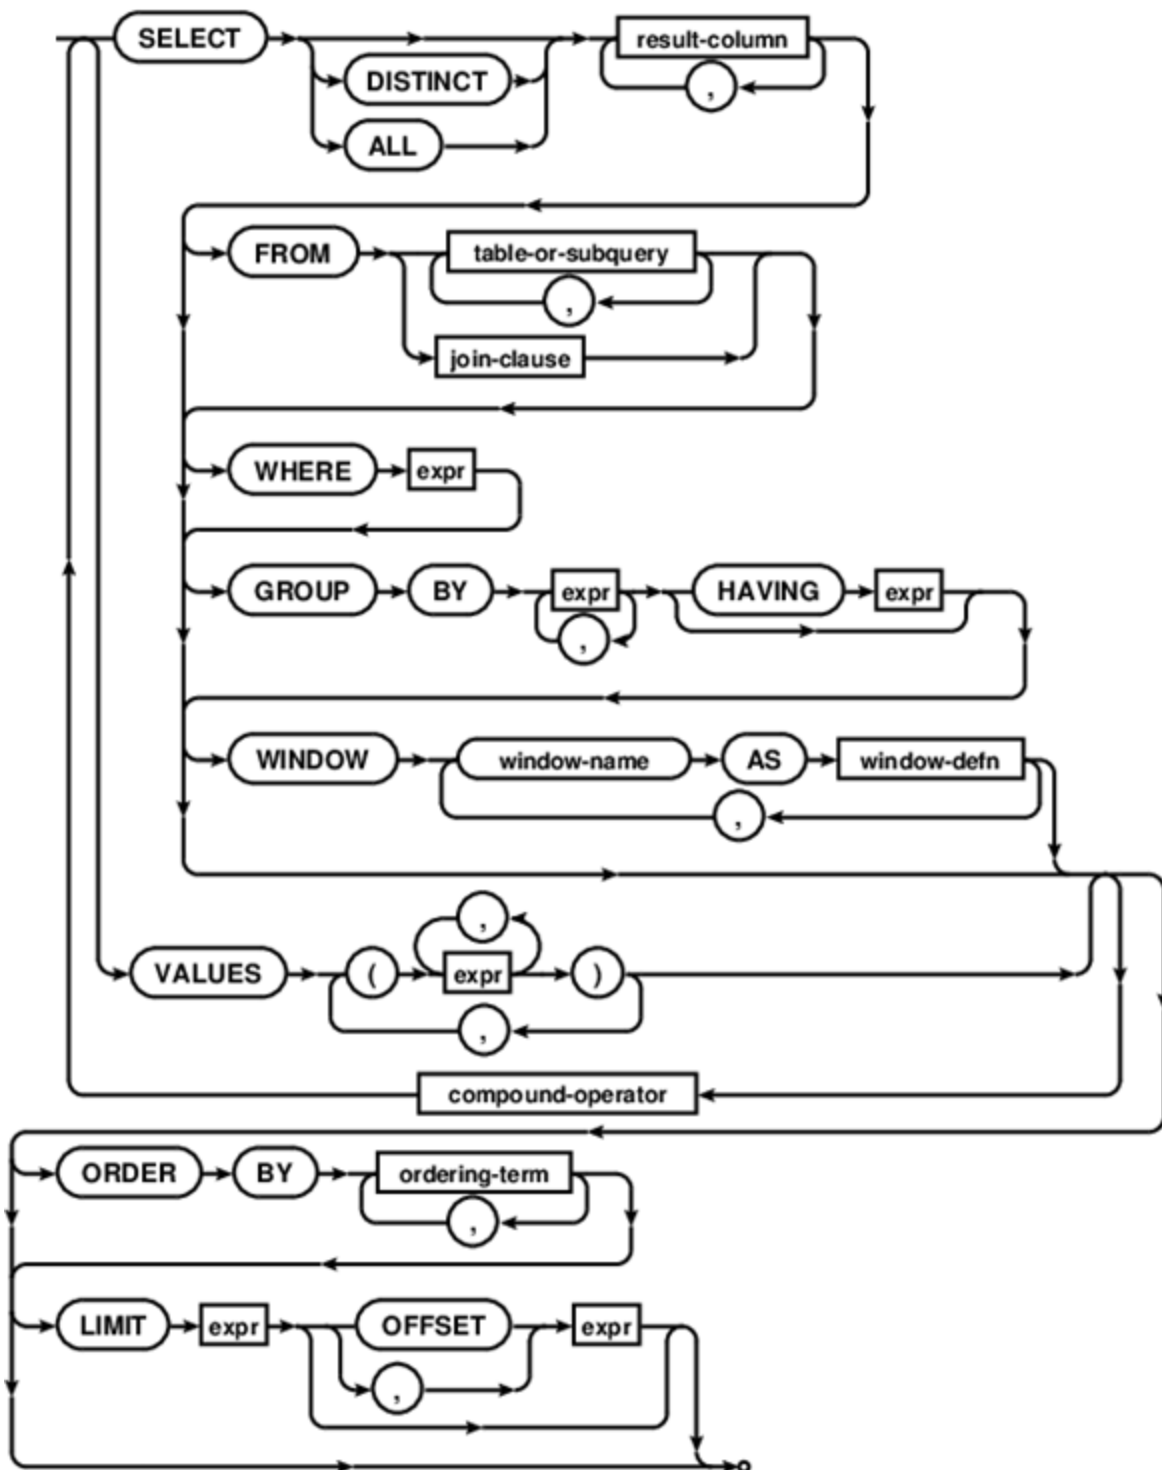 SELECT result-column
DISTINCT ,
ALL
FROM table-or-subquery
,
join-clause
WHERE expr
GROUP BY expr HAVING expr
,
WINDOW window-name AS window-defn
,
,
VALUES ( expr )
,
compound-operator
ORDER BY ordering-term
,
LIMIT expr OFFSET expr
,